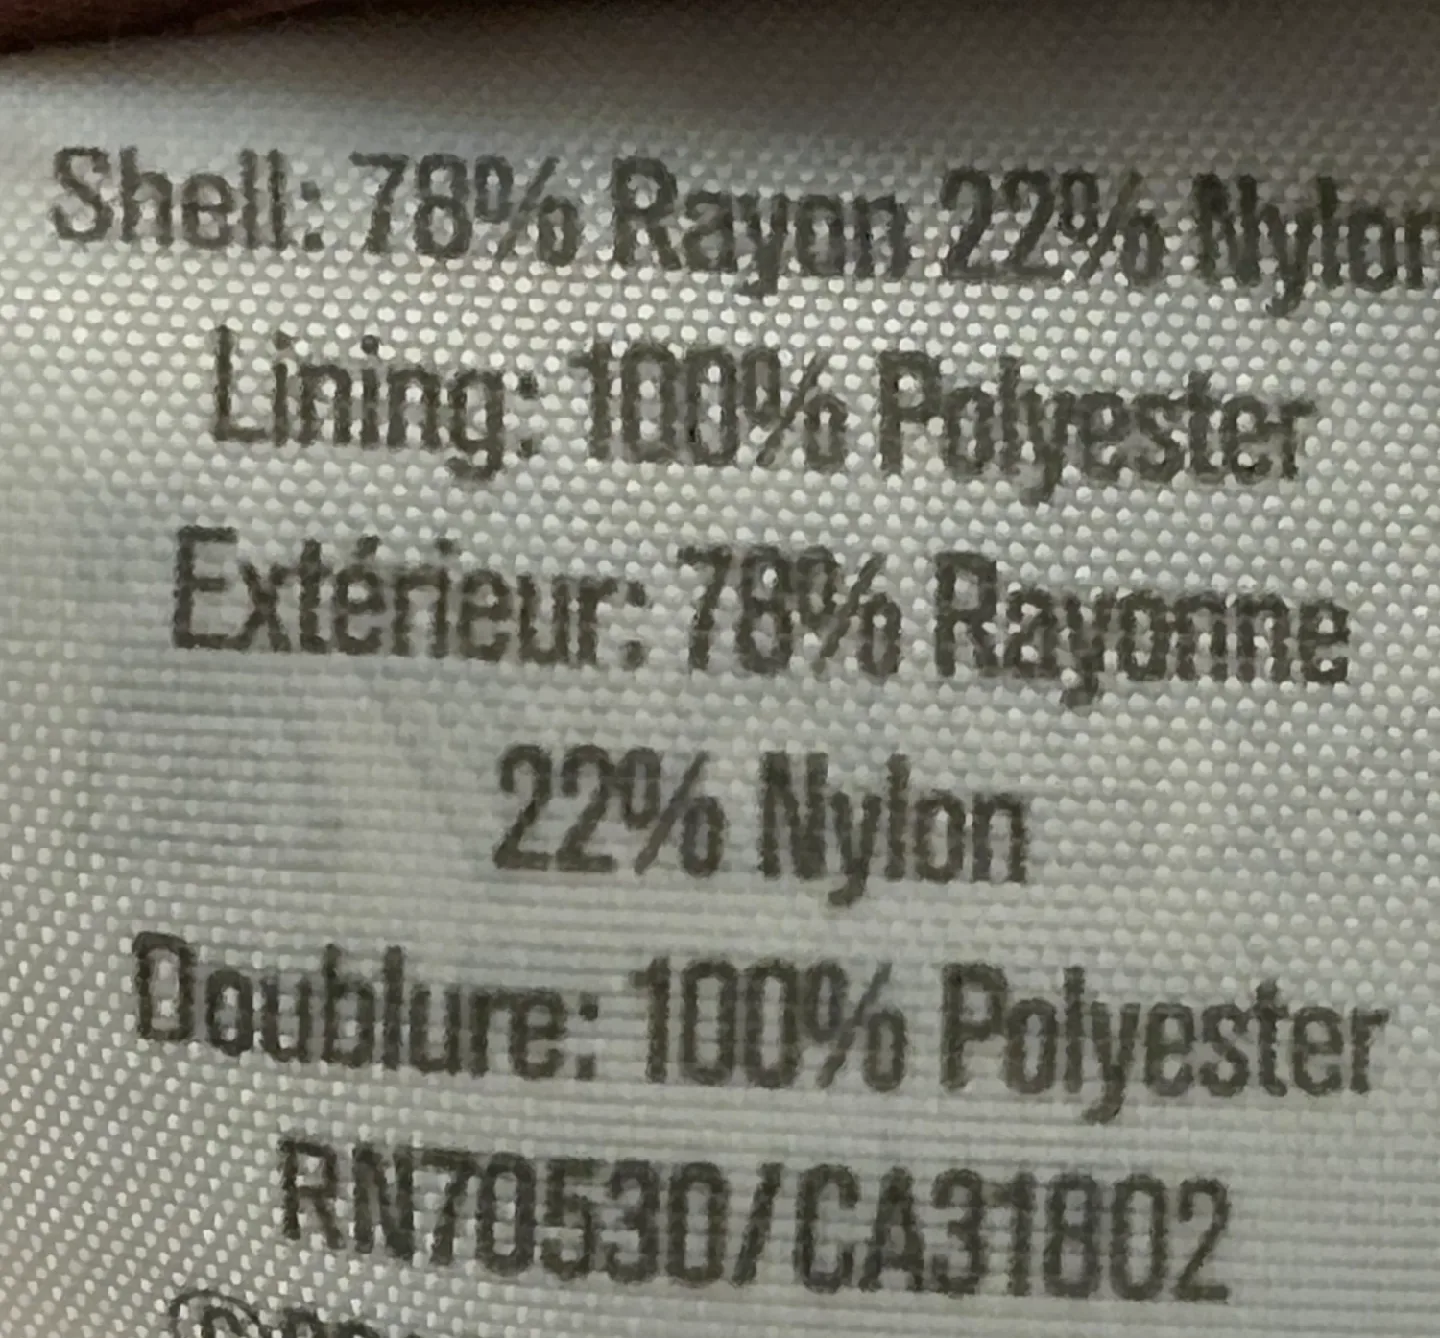 Shell: 78% Rayon 22% Nylon
Lining: 100% Polyester
Extérieur: 78% Rayonne
22% Nylon
Doublure: 100% Polyester
RN70530/CA31802